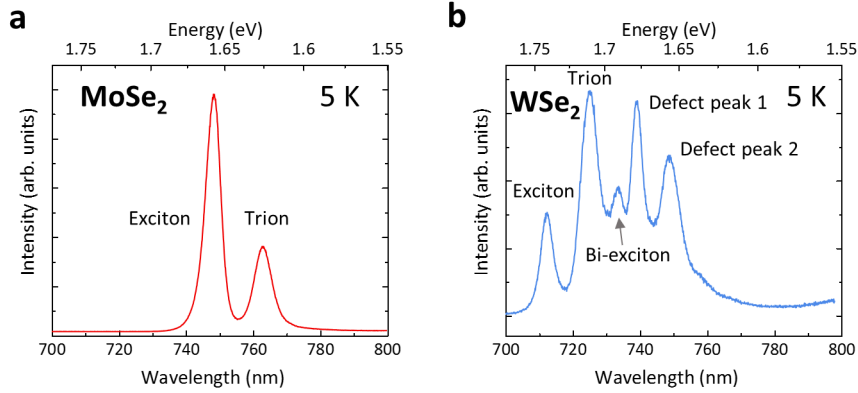 a
Energy (eV)
1.75 1.7 1.65 1.6 1.55
MoSe2 5 K
Exciton Trion
Intensity (arb. units)
700 720 740 760 780 800
Wavelength (nm)
b
Energy (eV)
1.75 1.7 1.65 1.6 1.55
Trion
WSe2 5 K
Defect peak 1
Defect peak 2
Exciton
Bi-exciton
Intensity (arb. units)
700 720 740 760 780 800
Wavelength (nm)